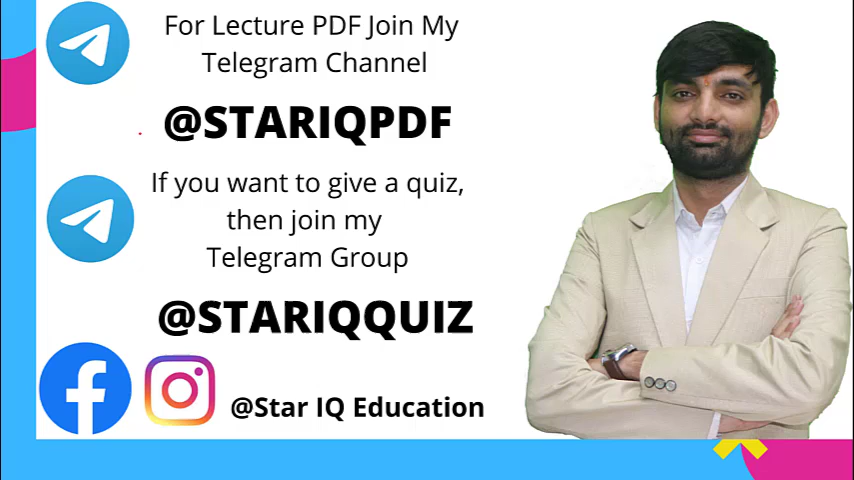 For Lecture PDF Join My
Telegram Channel
@STARIQPDF
If you want to give a quiz,
then join my
Telegram Group
@STARIQQUIZ
@Star IQ Education